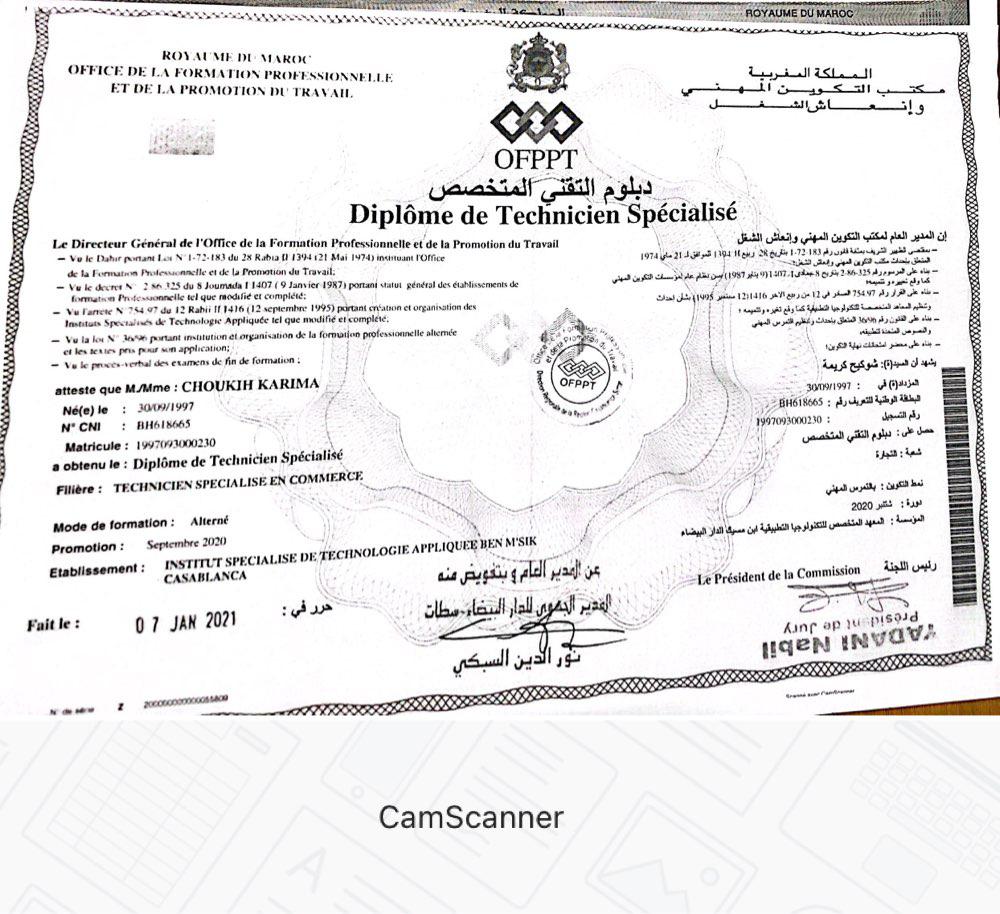 ROYAUME DU MAROC
ROYAUME DU MAROC
OFFICE DE LA FORMATION PROFESSIONNELLE
ET DE LA PROMOTION DU TRAVAIL
المملكة المغربية
مكتب التكوين المهني
وإنعاش الشغل
OFPPT
دبلوم التقني المتخصص
Diplôme de Technicien Spécialisé
Le Directeur Général de l'Office de la Formation Professionnelle et de la Promotion du Travail
– Vu le Dahir portant Loi N°1-72-183 du 28 Rabia II 1394 (21 Mai 1974) instituant l'Office
de la Formation Professionnelle et de la Promotion du Travail;
– Vu le decret N° 2-86-325 du 8 Joumada I 1407 ( 9 Janvier 1987) portant statut général des établissements de
formation Professionnelle tel que modifié et complété;
– Vu l'arrete N°754-97 du 12 Rabii II 1416 (12 septembre 1995) portant création et organisation des
Instituts Specialisés de Technologie Appliquée tel que modifié et complété;
– Vu la loi N° 36/96 portant institution et organisation de la formation professionnelle alternée
et les textes pris pour son application;
– Vu le procès-verbal des examens de fin de formation ;
المدير العام لمكتب التكوين المهني وإنعاش الشغل
atteste que M./Mme : CHOUKIH KARIMA
Né(e) le : 30/09/1997
N° CNI : BH618665
Matricule : 1997093000230
a obtenu le : Diplôme de Technicien Spécialisé
Filière : TECHNICIEN SPECIALISE EN COMMERCE
Mode de formation : Alterné
Promotion : Septembre 2020
Etablissement : INSTITUT SPECIALISE DE TECHNOLOGIE APPLIQUEE BEN M'SIK
CASABLANCA
يشهد أن السيد(ة): شوكيح كريمة
المزداد(ة) في : 30/09/1997
البطاقة الوطنية للتعريف رقم : BH618665
رقم التسجيل : 1997093000230
حصل على : دبلوم التقني المتخصص
شعبة : التجارة
نمط التكوين : بالتمرس المهني
دورة : شتنبر 2020
المؤسسة : المعهد المتخصص للتكنولوجيا التطبيقية ابن مسيك الدار البيضاء
OFPPT
Fait le : 07 JAN 2021 حرر في :
عن المدير العام و بتفويض منه
المدير الجهوي للدار البيضاء-سطات
نور الدين السبكي
Le Président de la Commission رئيس اللجنة
Président de Jury
TADANI Nabil
N° de série Z
Scanné avec CamScanner
CamScanner